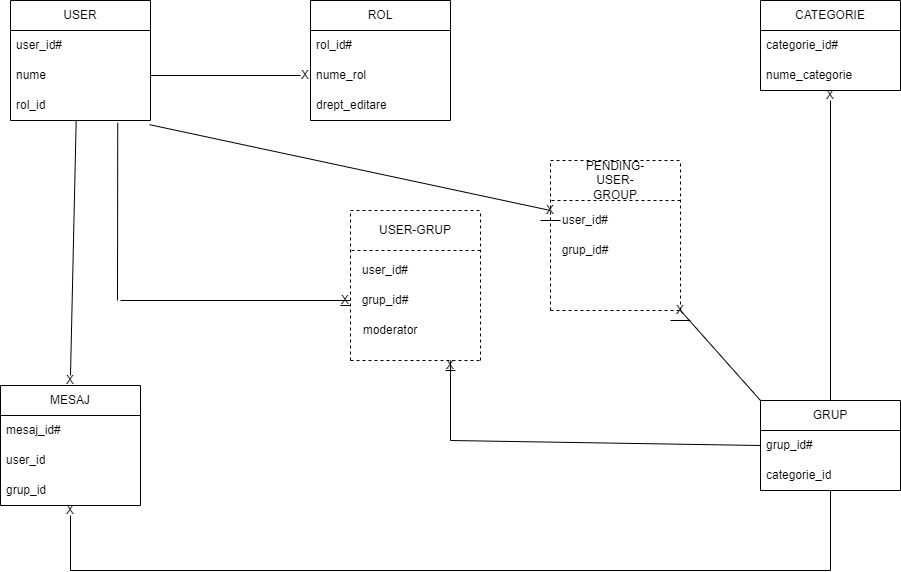 USER
user_id#
nume
rol_id
ROL
rol_id#
nume_rol
drept_editare
X
CATEGORIE
categorie_id#
nume_categorie
X
PENDING-
USER-
GROUP
user_id#
grup_id#
X
X
USER-GRUP
user_id#
grup_id#
moderator
X
X
X
MESAJ
mesaj_id#
user_id
grup_id
X
GRUP
grup_id#
categorie_id